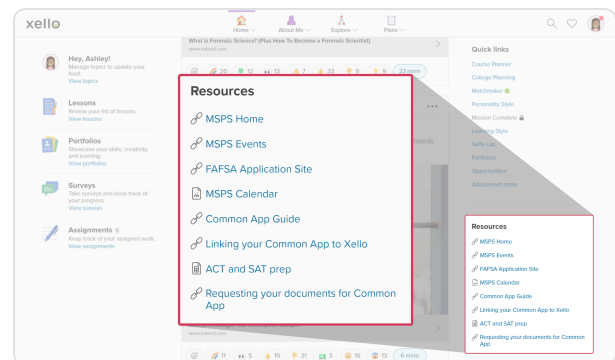 xello
Home
About Me
Explore
Plans
Hey, Ashley!
Manage topics to update your
feed.
View topics
Lessons
Review your list of lessons.
View lessons
Portfolios
Showcase your skills, creativity,
and learning.
View portfolios
Surveys
Take surveys and keep track of
your progress.
View surveys
Assignments 6
Keep track of your assigned work.
View assignments
What is Forensic Science? (Plus How To Become a Forensic Scientist)
www.indeed.com
20 12 13 7 33 9 9 23 more
needs
Resources
MSPS Home
MSPS Events
FAFSA Application Site
MSPS Calendar
Common App Guide
Linking your Common App to Xello
ACT and SAT prep
Requesting your documents for Common
App
www.indeed.com
11 5 19 31 3 16 13 6 more
Quick links
Course Planner
College Planning
Matchmaker
Personality Style
Mission Complete
Learning Style
Skills Lab
Portfolios
Opportunities
Resources
MSPS Home
MSPS Events
FAFSA Application Site
MSPS Calendar
Common App Guide
Linking your Common App to Xello
ACT and SAT prep
Requesting your documents for Common
App